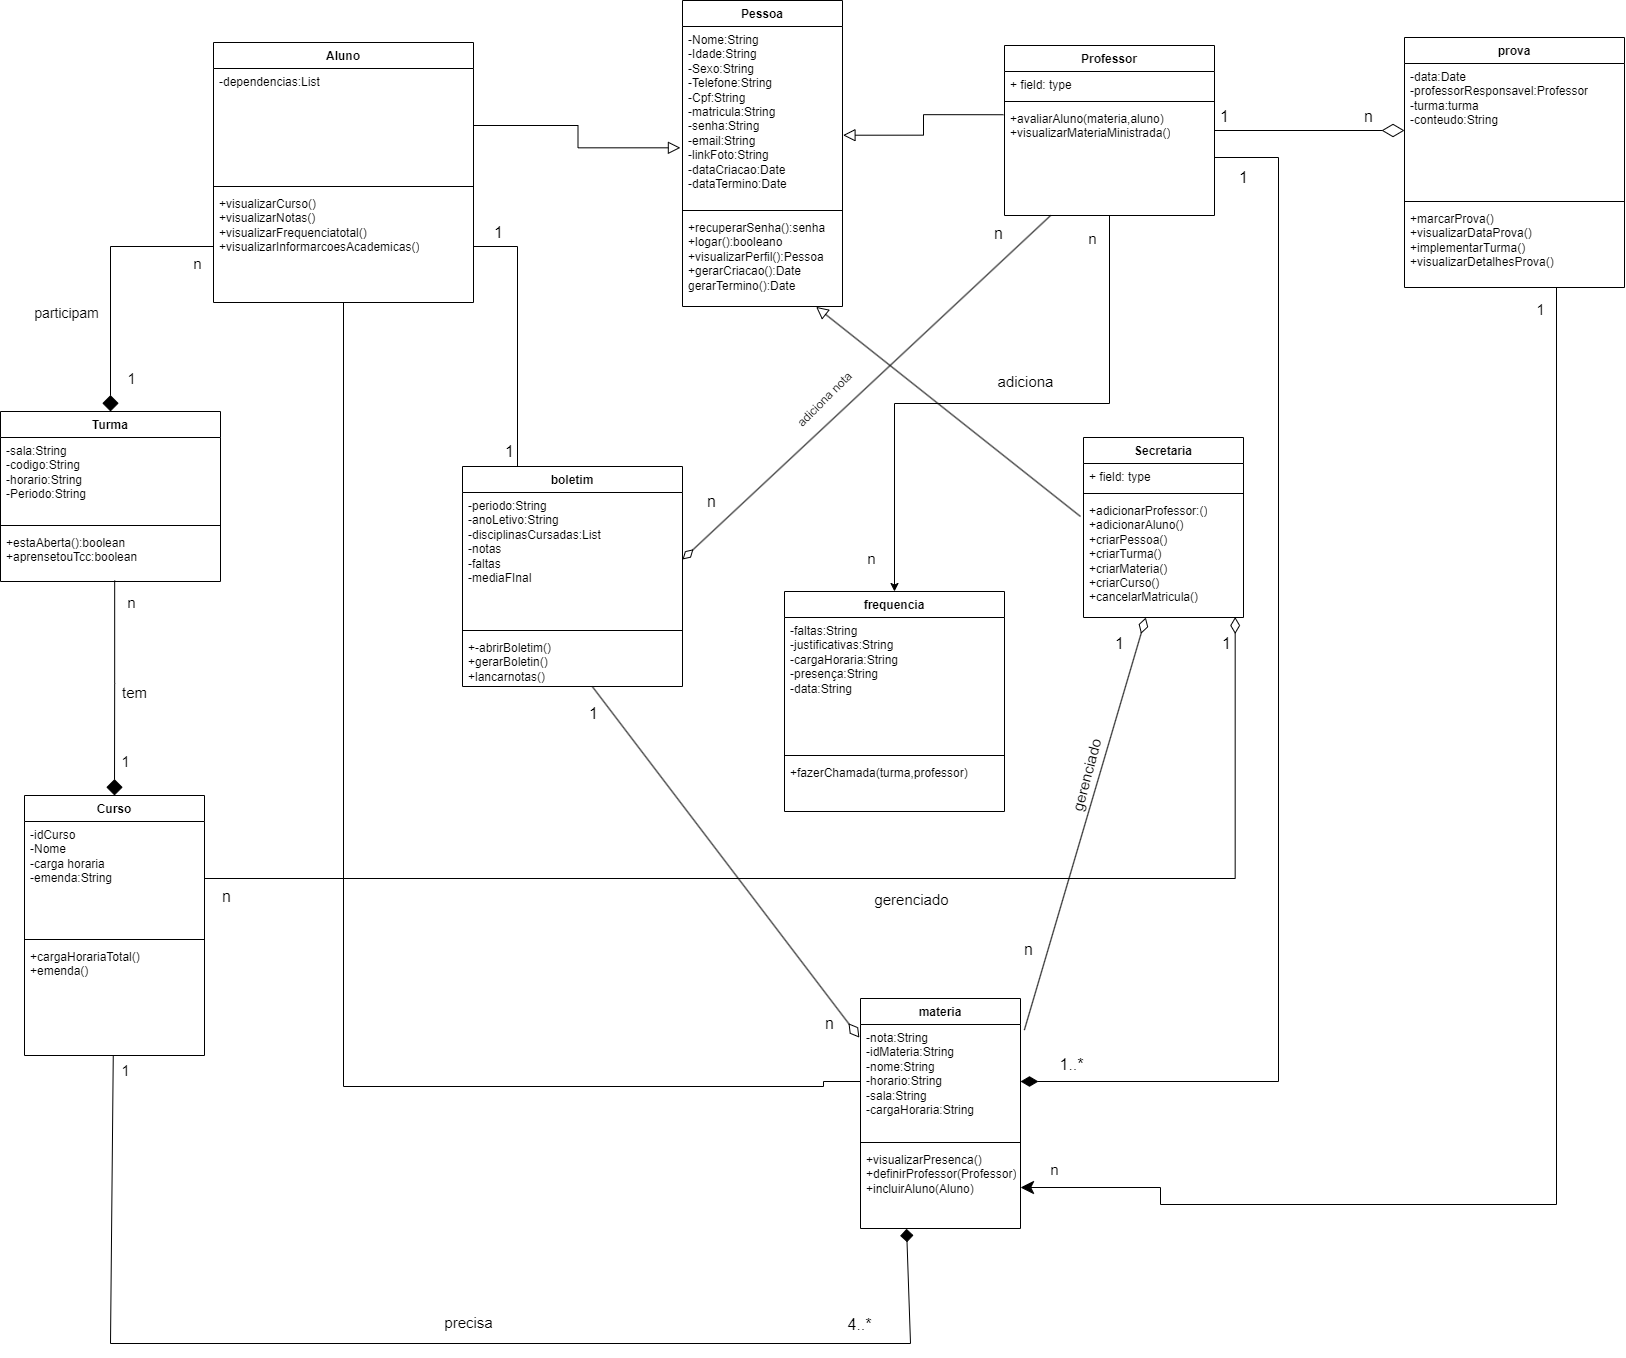 Pessoa
-Nome:String
-Idade:String
-Sexo:String
-Telefone:String
-Cpf:String
-matricula:String
-senha:String
-email:String
-linkFoto:String
-dataCriacao:Date
-dataTermino:Date
+recuperarSenha():senha
+logar():booleano
+visualizarPerfil():Pessoa
+gerarCriacao():Date
gerarTermino():Date
Aluno
-dependencias:List
+visualizarCurso()
+visualizarNotas()
+visualizarFrequenciatotal()
+visualizarInformarcoesAcademicas()
Professor
+ field: type
+avaliarAluno(materia,aluno)
+visualizarMateriaMinistrada()
prova
-data:Date
-professorResponsavel:Professor
-turma:turma
-conteudo:String
+marcarProva()
+visualizarDataProva()
+implementarTurma()
+visualizarDetalhesProva()
1
n
1
n
n
1
n
1
participam
1
adiciona nota
adiciona
Turma
-sala:String
-codigo:String
-horario:String
-Periodo:String
+estaAberta():boolean
+aprensetouTcc:boolean
1
boletim
-periodo:String
-anoLetivo:String
-disciplinasCursadas:List
-notas
-faltas
-mediaFInal
+-abrirBoletim()
+gerarBoletin()
+lancarnotas()
n
n
Secretaria
+ field: type
+adicionarProfessor:()
+adicionarAluno()
+criarPessoa()
+criarTurma()
+criarMateria()
+criarCurso()
+cancelarMatricula()
frequencia
-faltas:String
-justificativas:String
-cargaHoraria:String
-presença:String
-data:String
+fazerChamada(turma,professor)
n
tem
1
1
1
1
gerenciado
Curso
-idCurso
-Nome
-carga horaria
-emenda:String
+cargaHorariaTotal()
+emenda()
n
gerenciado
n
n
materia
-nota:String
-idMateria:String
-nome:String
-horario:String
-sala:String
-cargaHoraria:String
+visualizarPresenca()
+definirProfessor(Professor)
+incluirAluno(Aluno)
1..*
1
n
precisa
4..*